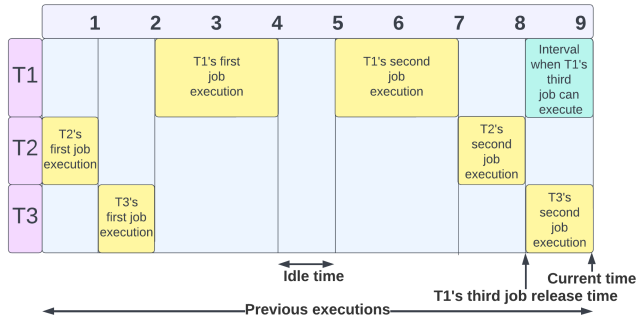 1 2 3 4 5 6 7 8 9
T1
T1's first
job
execution
T1's second
job
execution
Interval
when T1's
third
job can
execute
T2
T2's
first job
execution
T2's
second
job
execution
T3
T3's
first job
execution
T3's
second
job
execution
Idle time
Current time
T1's third job release time
Previous executions